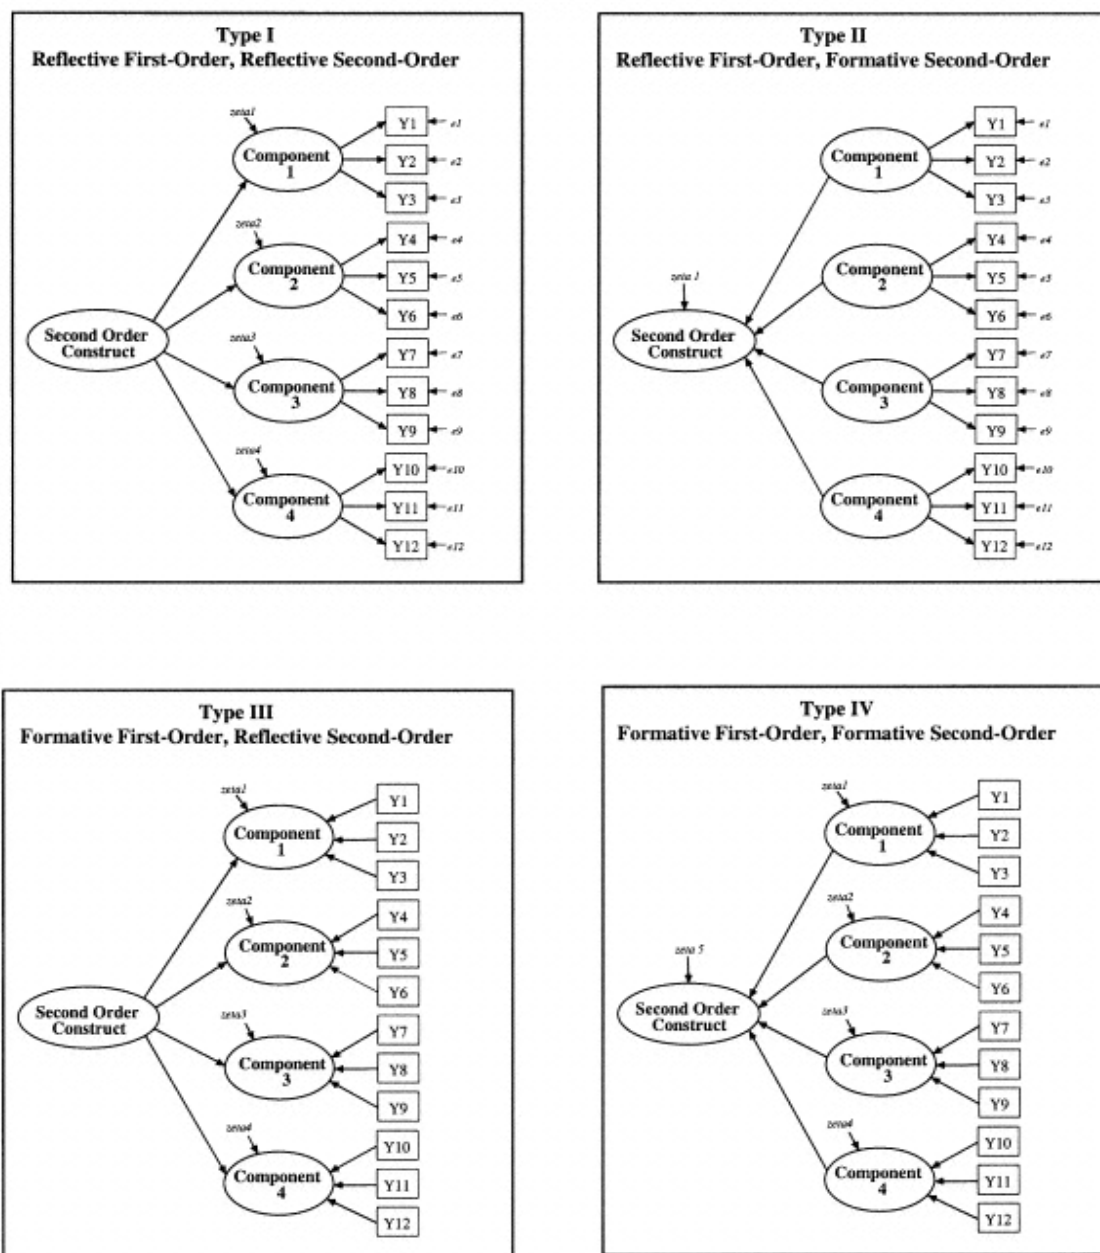 Type I
Reflective First-Order, Reflective Second-Order
zeta1
Component
1
Y1
e1
Y2
e2
Y3
e3
zeta2
Component
2
Y4
e4
Y5
e5
Y6
e6
Second Order
Construct
zeta3
Component
3
Y7
e7
Y8
e8
Y9
e9
zeta4
Component
4
Y10
e10
Y11
e11
Y12
e12
Type II
Reflective First-Order, Formative Second-Order
Component
1
Y1
e1
Y2
e2
Y3
e3
Component
2
Y4
e4
Y5
e5
Y6
e6
zeta 1
Second Order
Construct
Component
3
Y7
e7
Y8
e8
Y9
e9
Component
4
Y10
e10
Y11
e11
Y12
e12
Type III
Formative First-Order, Reflective Second-Order
zeta1
Component
1
Y1
Y2
Y3
zeta2
Component
2
Y4
Y5
Y6
Second Order
Construct
zeta3
Component
3
Y7
Y8
Y9
zeta4
Component
4
Y10
Y11
Y12
Type IV
Formative First-Order, Formative Second-Order
zeta1
Component
1
Y1
Y2
Y3
zeta2
Component
2
Y4
Y5
Y6
zeta 5
Second Order
Construct
zeta3
Component
3
Y7
Y8
Y9
zeta4
Component
4
Y10
Y11
Y12